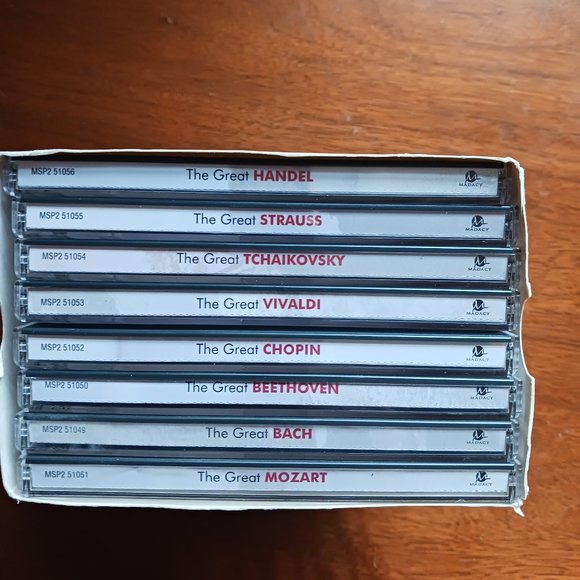 MSP2 51056 The Great HANDEL MADACY
MSP2 51055 The Great STRAUSS MADACY
MSP2 51054 The Great TCHAIKOVSKY MADACY
MSP2 51053 The Great VIVALDI MADACY
MSP2 51052 The Great CHOPIN MADACY
MSP2 51050 The Great BEETHOVEN MADACY
MSP2 51049 The Great BACH MADACY
MSP2 51051 The Great MOZART MADACY